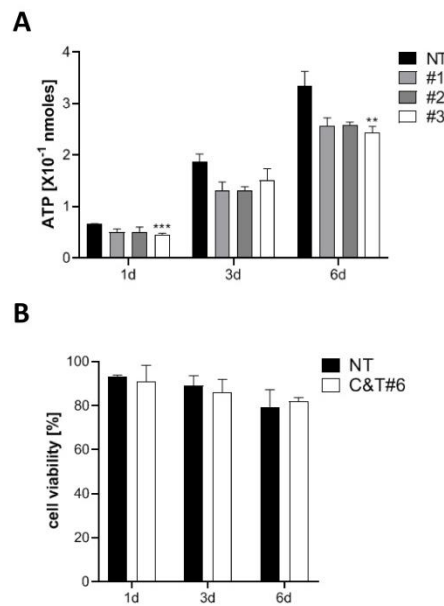 A
ATP [X10⁻¹ nmoles]
4
3
2
1
0
***
**
1d
3d
6d
NT
#1
#2
#3
B
cell viability [%]
100
80
60
40
20
0
1d
3d
6d
NT
C&T#6